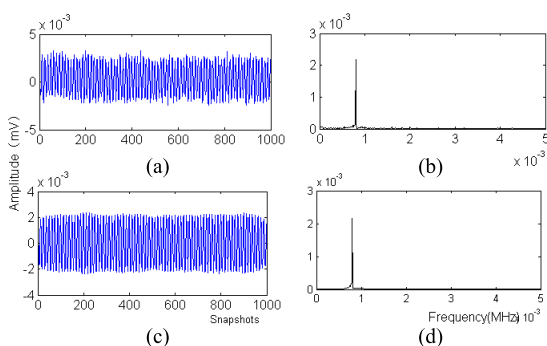 x 10⁻³
5
0
-5
0 200 400 600 800 1000
(a)
x 10⁻³
3
2
1
0
0 1 2 3 4 5
x 10⁻³
(b)
Amplitude (mV)
x 10⁻³
4
2
0
-2
-4
0 200 400 600 800 1000
Snapshots
(c)
x 10⁻³
3
2
1
0
0 1 2 3 4 5
Frequency(MHz) x 10⁻³
(d)